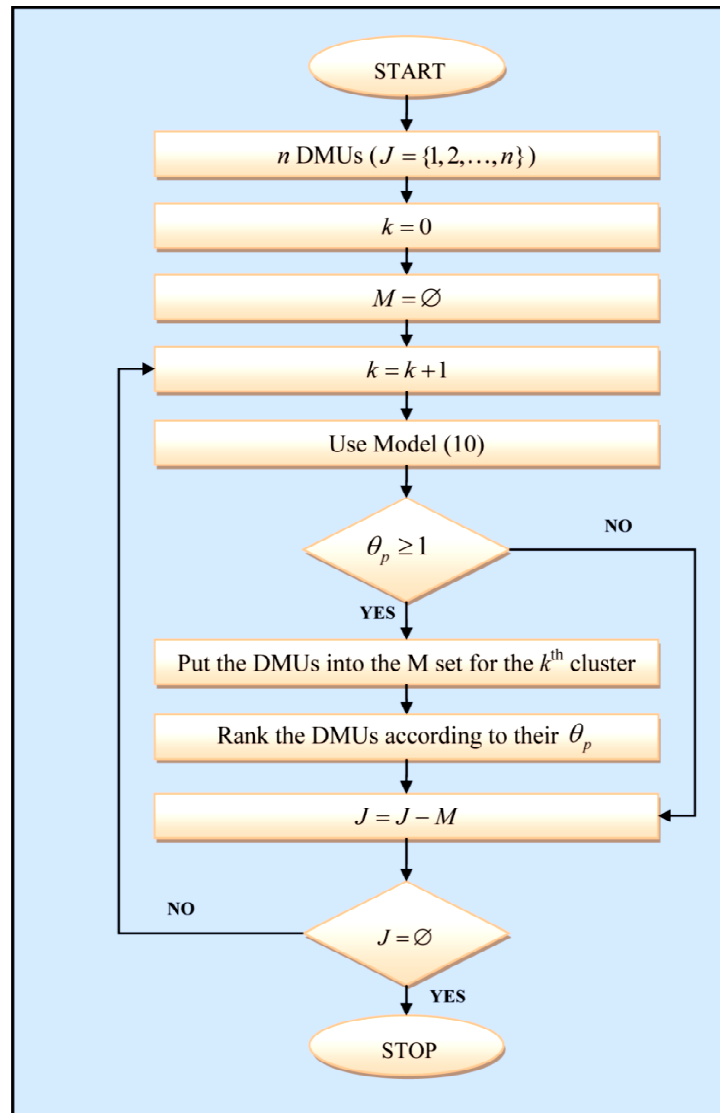 START
n DMUs (J = {1,2,…,n})
k = 0
M = ∅
k = k+1
Use Model (10)
θp ≥ 1
NO
YES
Put the DMUs into the M set for the kth cluster
Rank the DMUs according to their θp
J = J − M
NO
J = ∅
YES
STOP